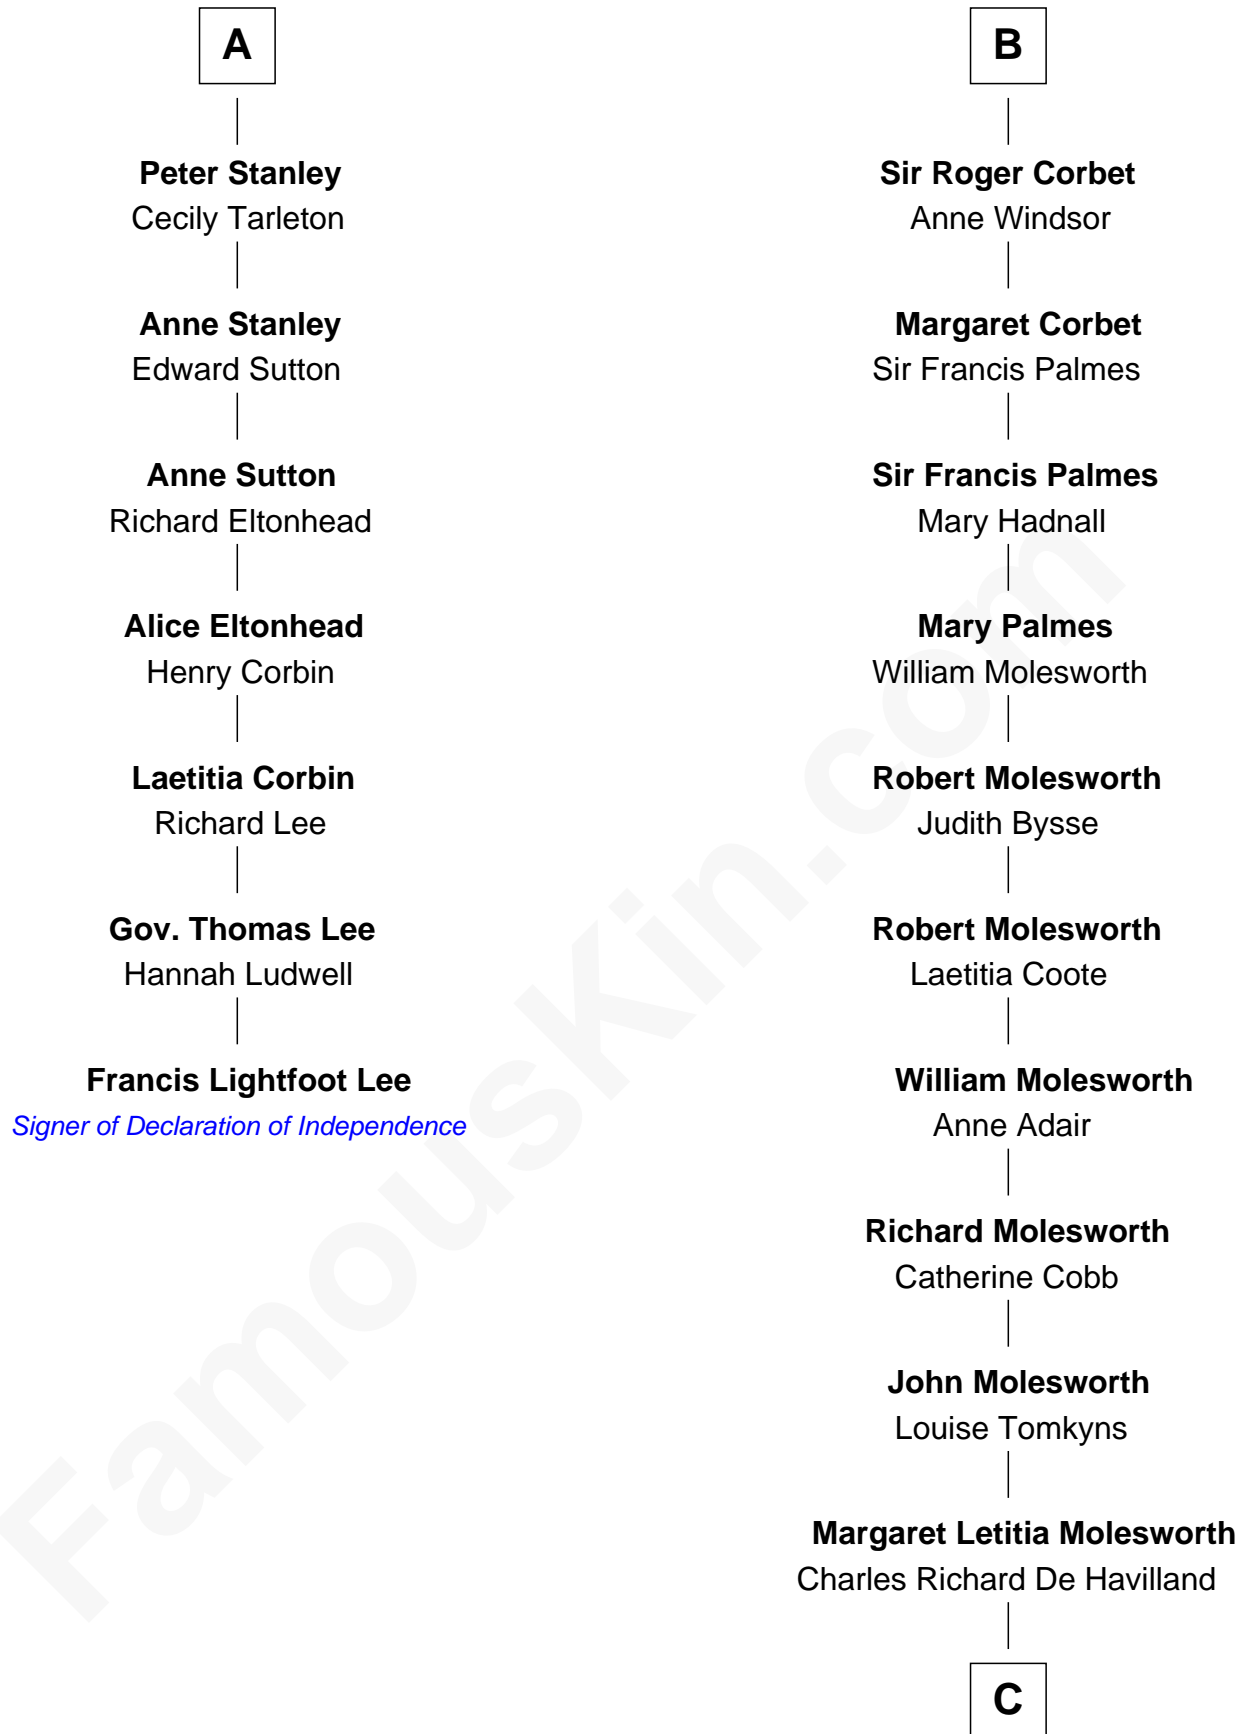 A
Peter Stanley
Cecily Tarleton
Anne Stanley
Edward Sutton
Anne Sutton
Richard Eltonhead
Alice Eltonhead
Henry Corbin
Laetitia Corbin
Richard Lee
Gov. Thomas Lee
Hannah Ludwell
Francis Lightfoot Lee
Signer of Declaration of Independence
B
Sir Roger Corbet
Anne Windsor
Margaret Corbet
Sir Francis Palmes
Sir Francis Palmes
Mary Hadnall
Mary Palmes
William Molesworth
Robert Molesworth
Judith Bysse
Robert Molesworth
Laetitia Coote
William Molesworth
Anne Adair
Richard Molesworth
Catherine Cobb
John Molesworth
Louise Tomkyns
Margaret Letitia Molesworth
Charles Richard De Havilland
C
FamousKin.com